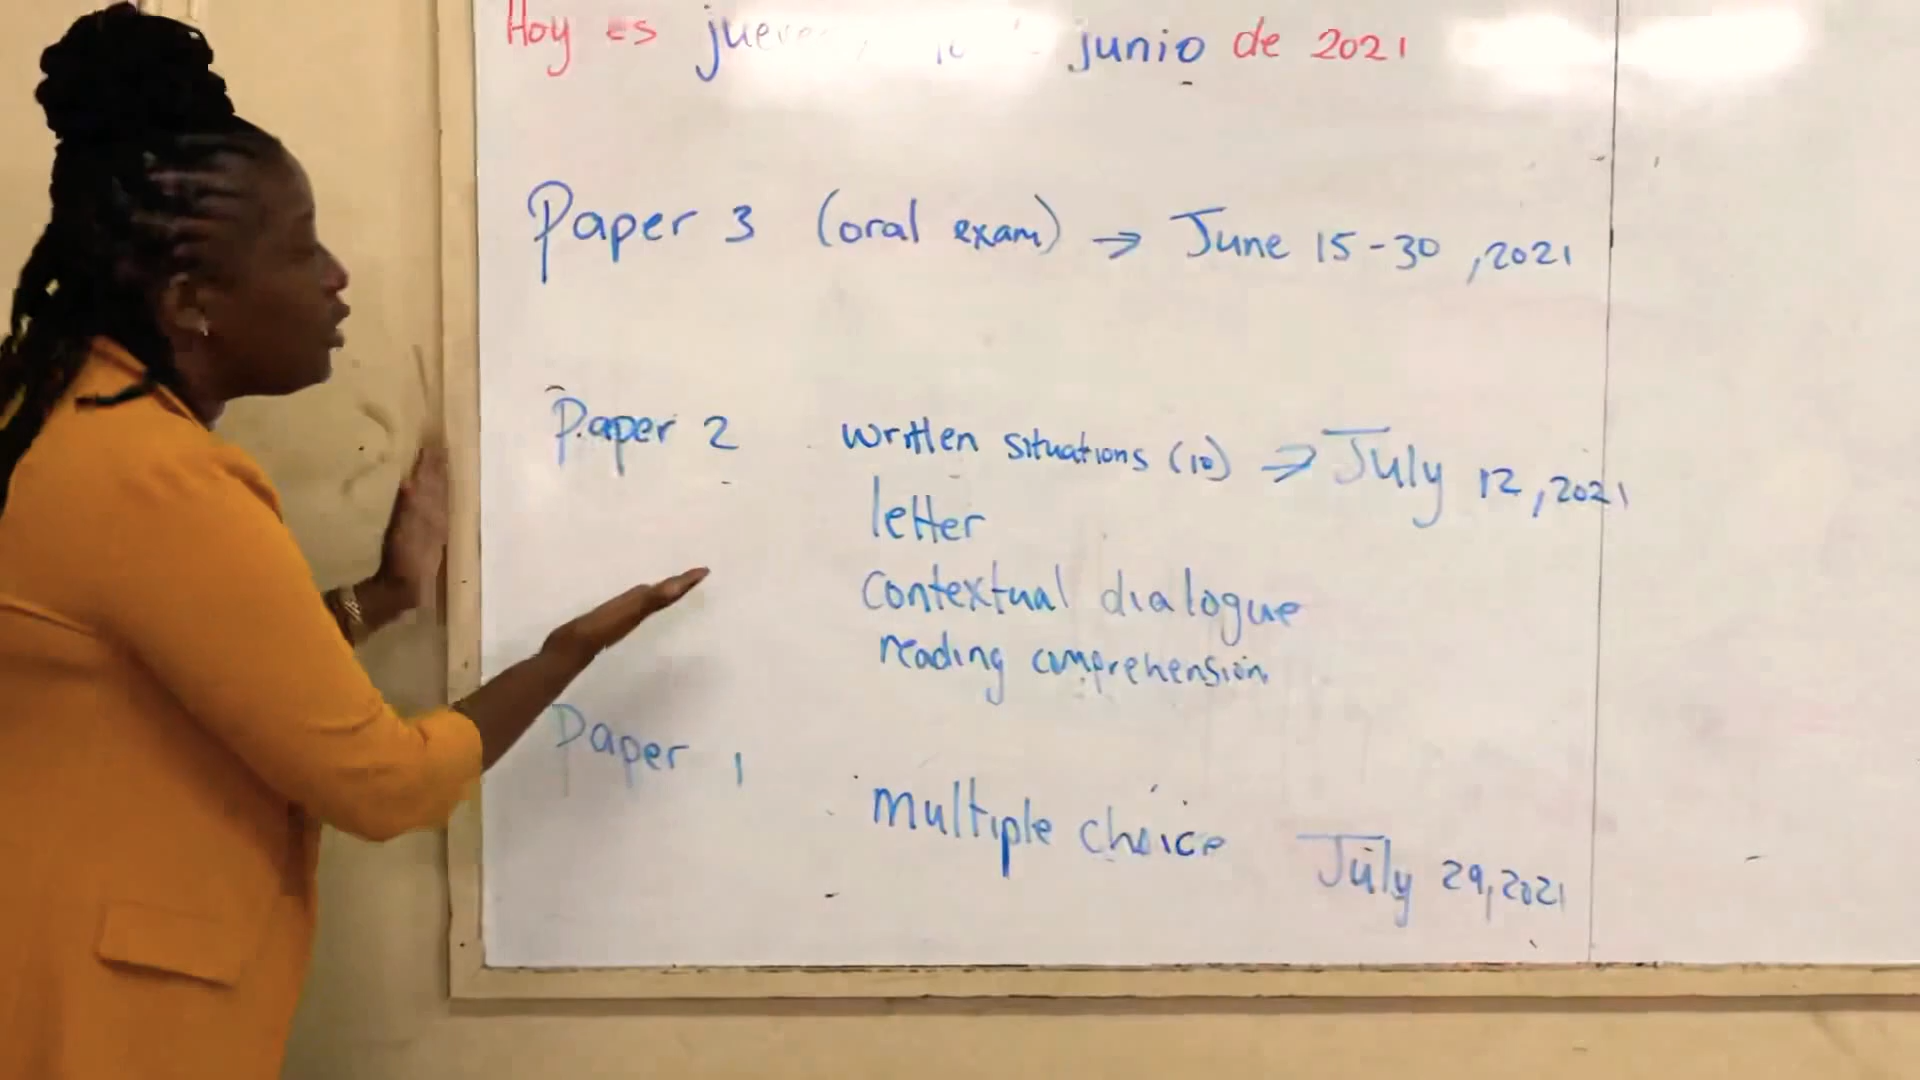 Hoy es jueves, 10 junio de 2021
Paper 3 (oral exam) → June 15-30, 2021
Paper 2 written situations (10) ⇒ July 12, 2021
letter
contextual dialogue
reading comprehension
Paper 1
multiple choice July 29, 2021